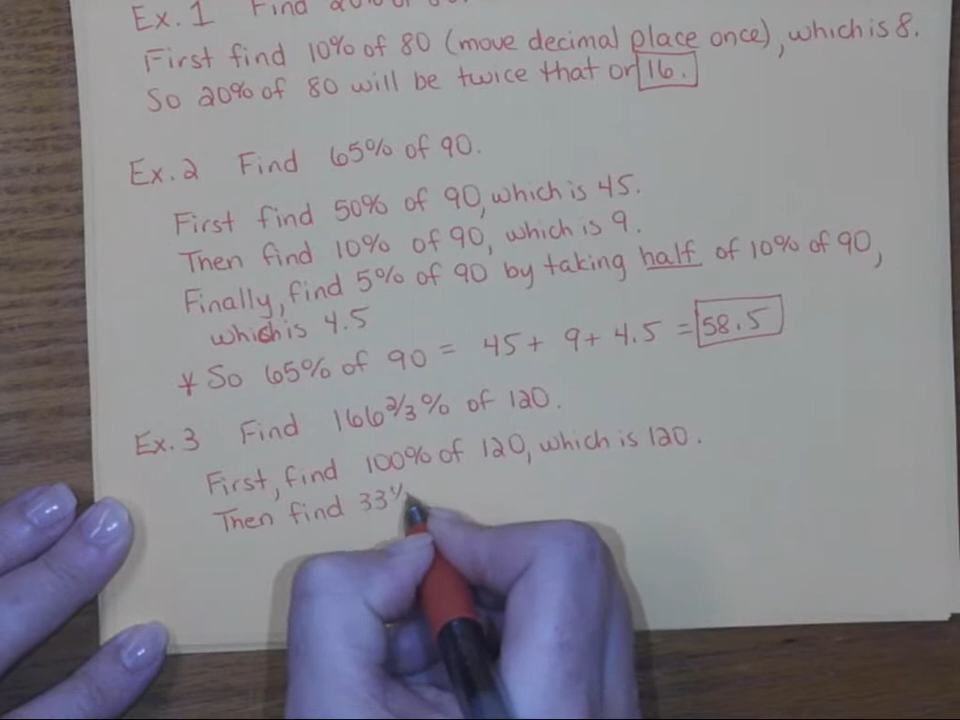 Ex. 1 Find 20% of 80.
First find 10% of 80 (move decimal place once), which is 8.
So 20% of 80 will be twice that or 16.
Ex. 2 Find 65% of 90.
First find 50% of 90, which is 45.
Then find 10% of 90, which is 9.
Finally, find 5% of 90 by taking half of 10% of 90,
which is 4.5
* So 65% of 90 = 45 + 9 + 4.5 = 58.5
Ex. 3 Find 166 2/3% of 120.
First, find 100% of 120, which is 120.
Then find 33